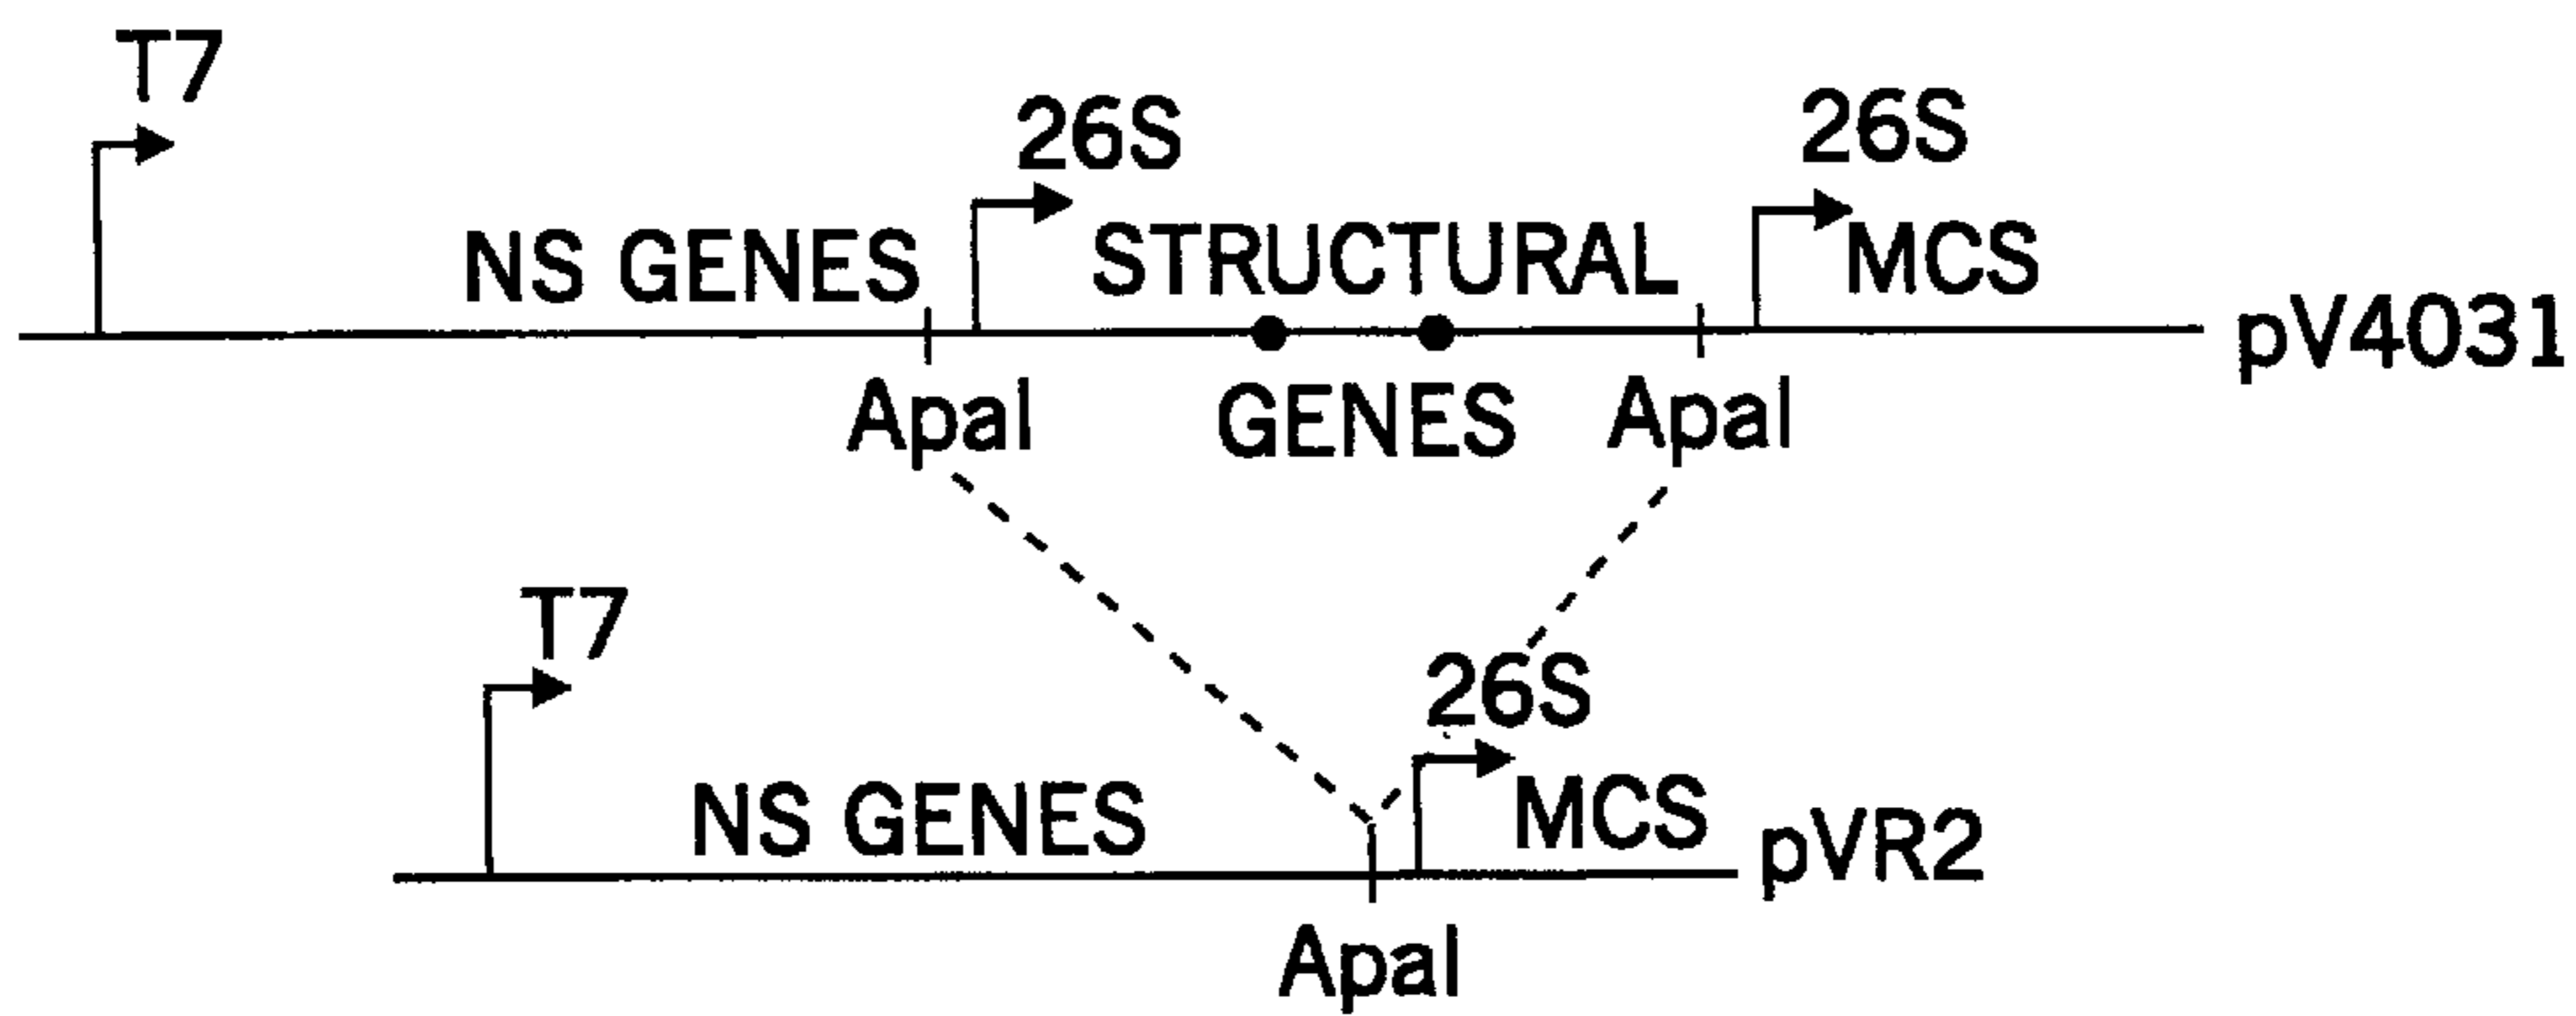 T7
26S
26S
NS GENES
STRUCTURAL
MCS
pV4031
ApaI
GENES
ApaI
T7
26S
NS GENES
MCS
pVR2
ApaI